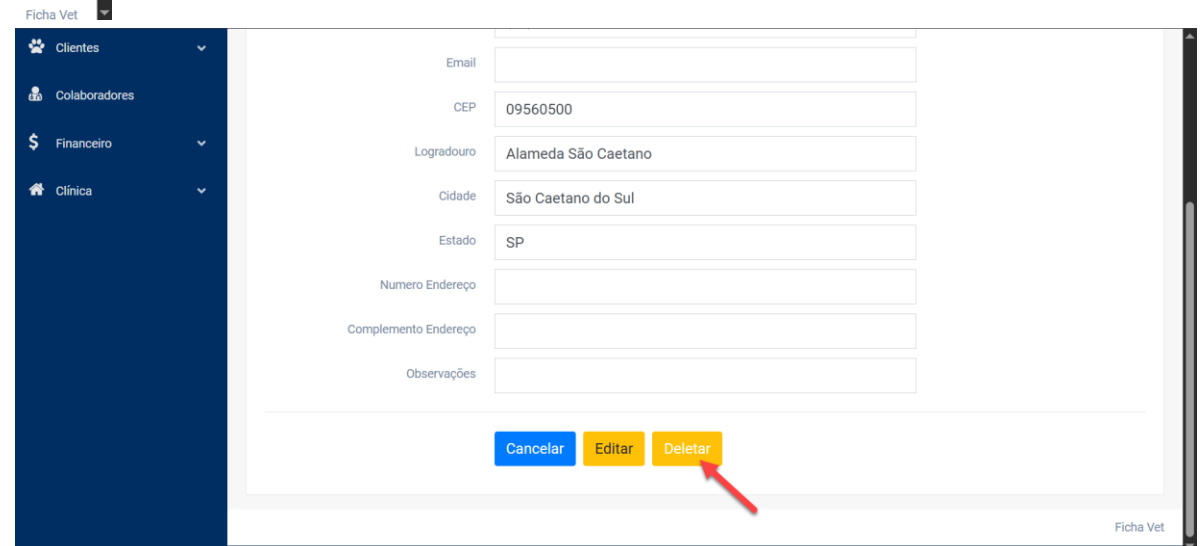 Ficha Vet
Clientes
Colaboradores
Financeiro
Clínica
Email
CEP 09560500
Logradouro Alameda São Caetano
Cidade São Caetano do Sul
Estado SP
Numero Endereço
Complemento Endereço
Observações
Cancelar Editar Deletar
Ficha Vet